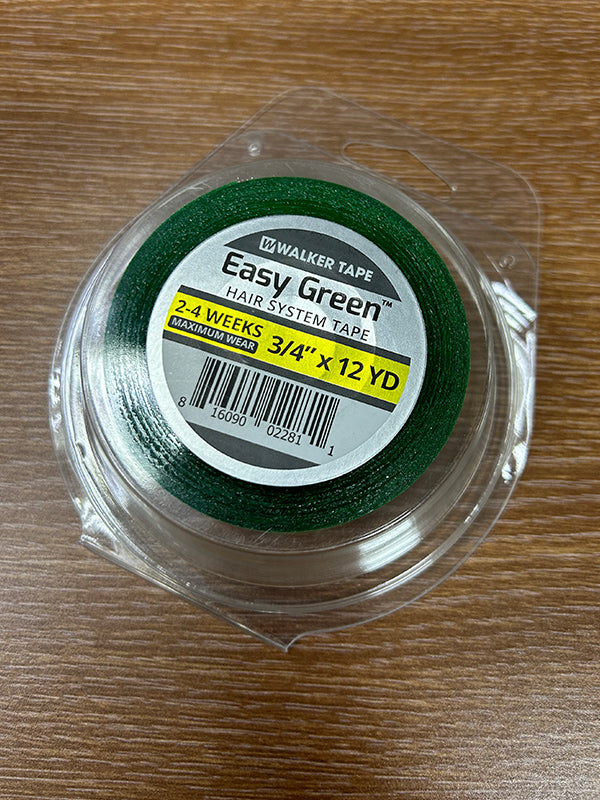 WALKER TAPE
Easy Green™
HAIR SYSTEM TAPE
2-4 WEEKS
MAXIMUM WEAR
3/4" x 12 YD
8 16090 02281 1